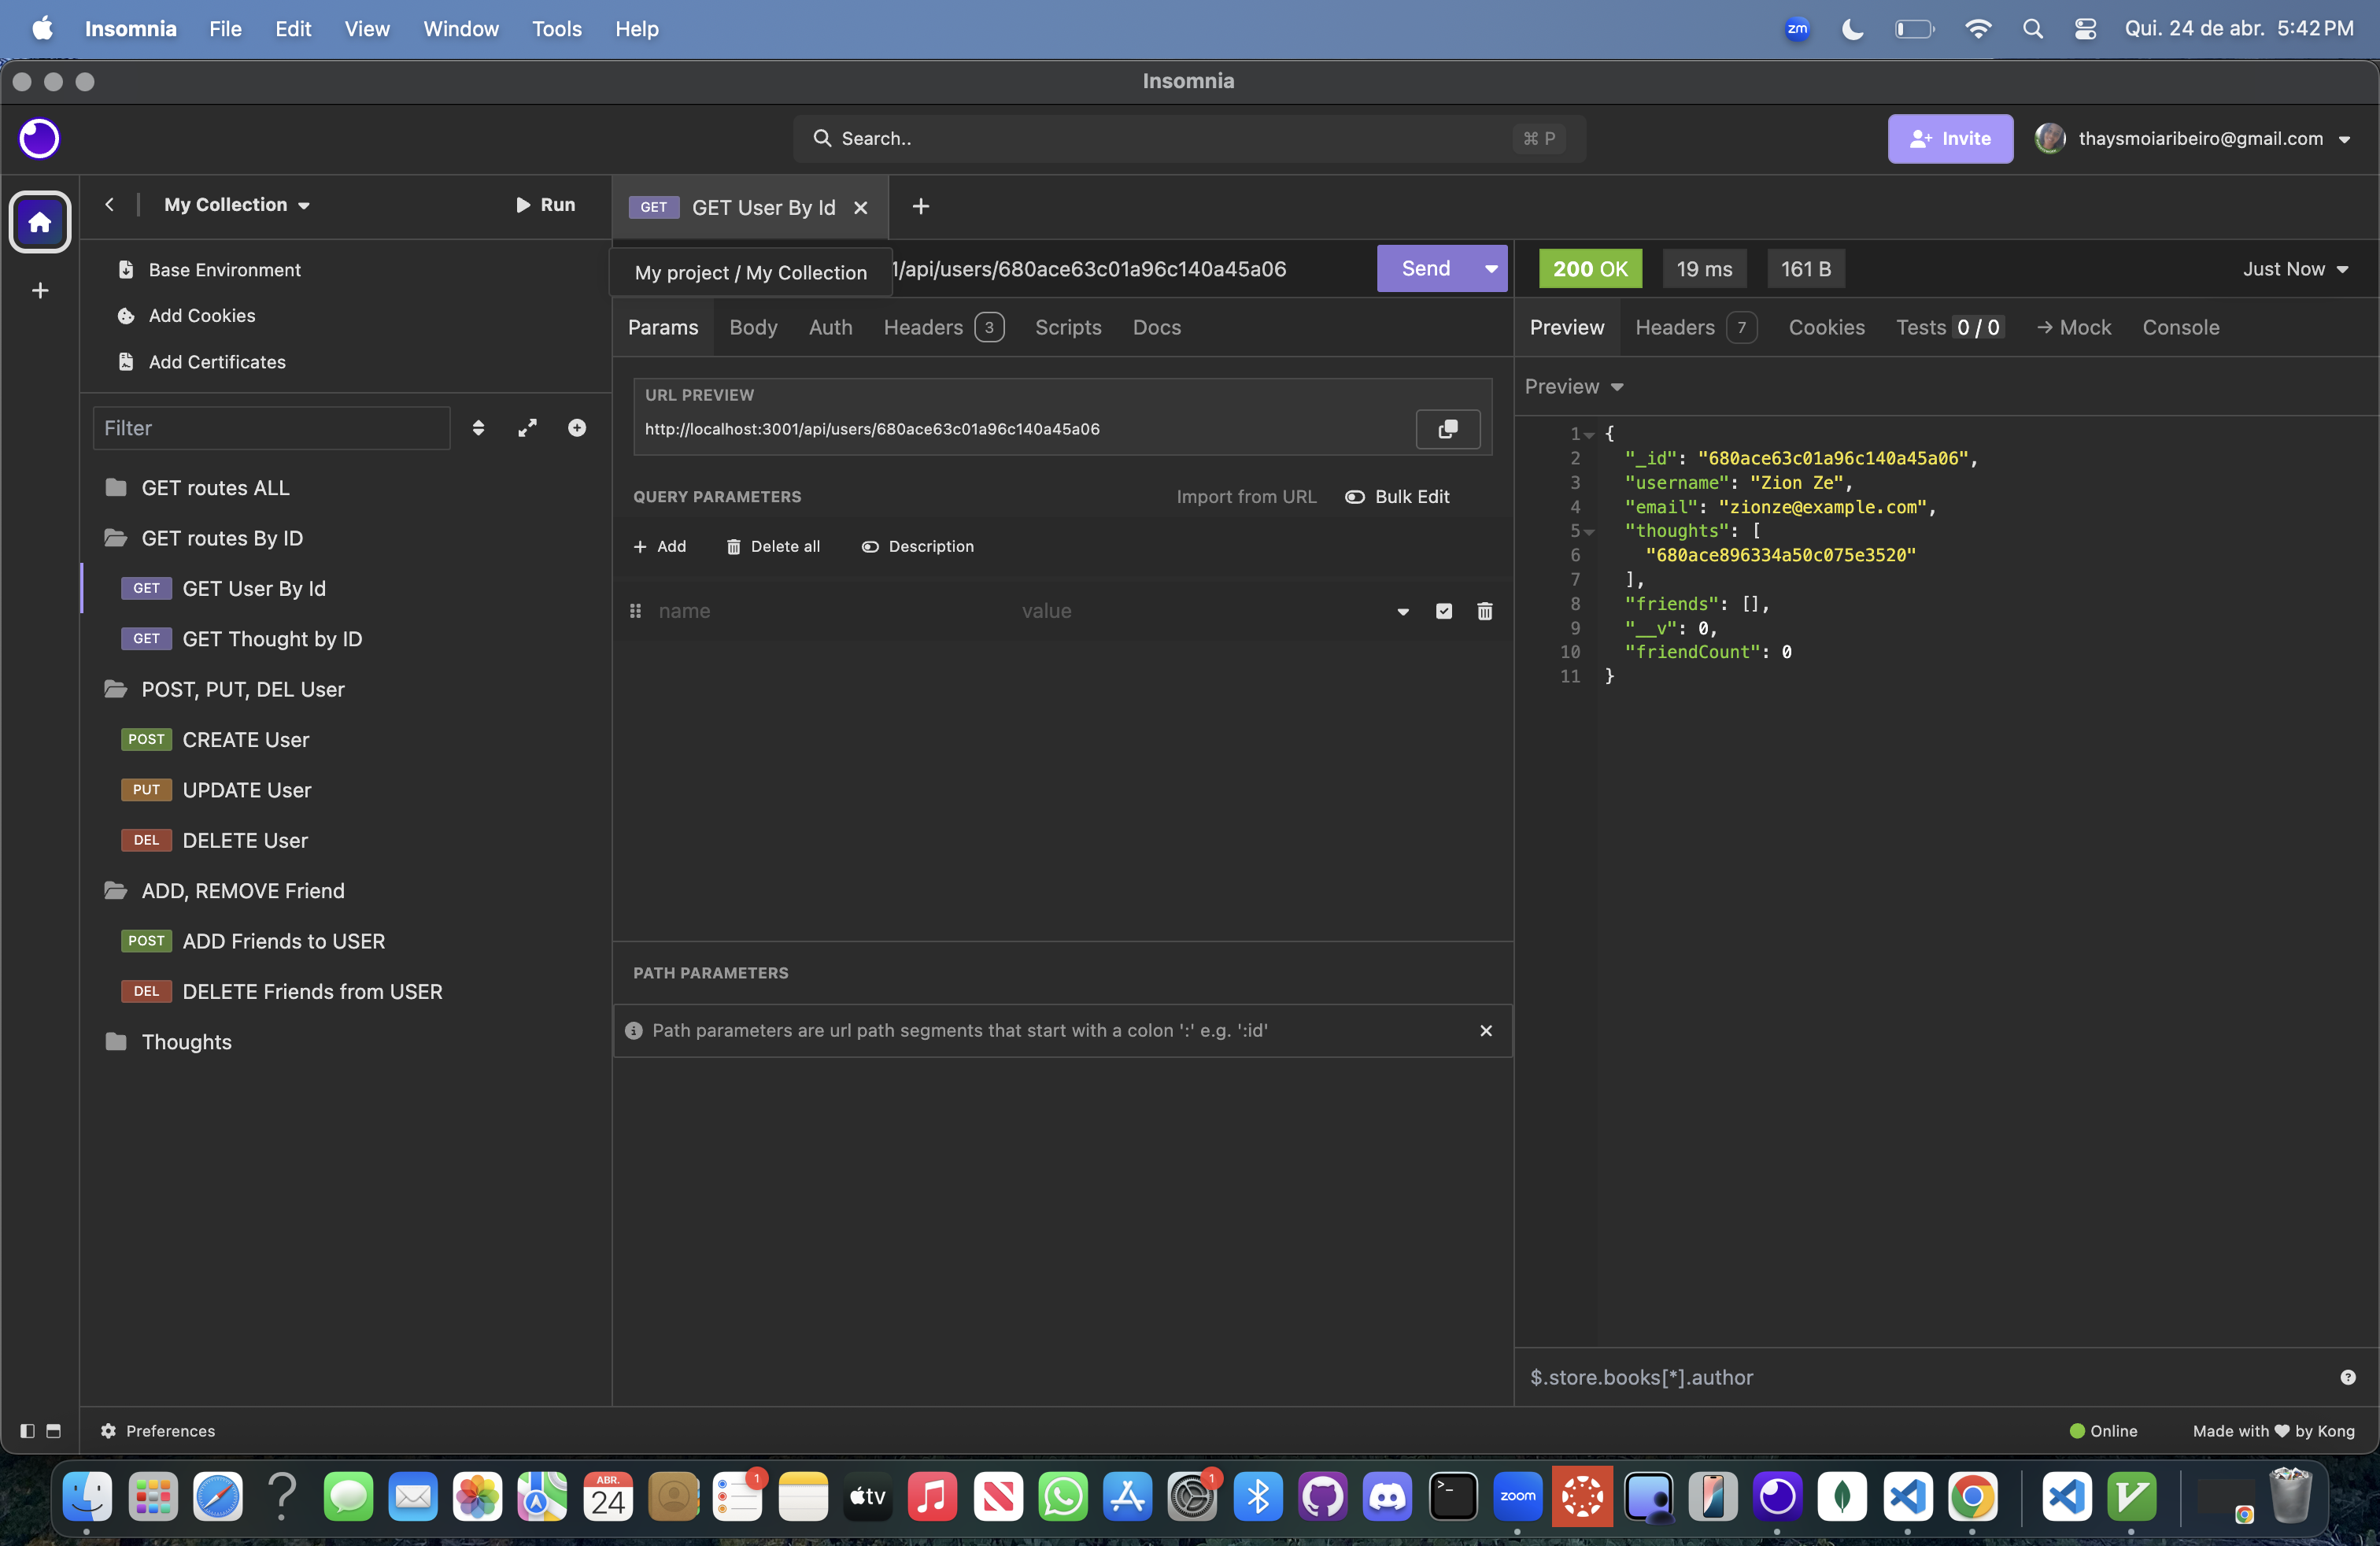 Insomnia File Edit View Window Tools Help
zm
Qui. 24 de abr. 5:42 PM
Insomnia
Search..
⌘ P
Invite
thaysmoiaribeiro@gmail.com
My Collection
Run
GET GET User By Id
Base Environment
Add Cookies
Add Certificates
Filter
GET routes ALL
GET routes By ID
GET GET User By Id
GET GET Thought by ID
POST, PUT, DEL User
POST CREATE User
PUT UPDATE User
DEL DELETE User
ADD, REMOVE Friend
POST ADD Friends to USER
DEL DELETE Friends from USER
Thoughts
My project / My Collection
1/api/users/680ace63c01a96c140a45a06
Send
Params Body Auth Headers 3 Scripts Docs
URL PREVIEW
http://localhost:3001/api/users/680ace63c01a96c140a45a06
QUERY PARAMETERS
Import from URL
Bulk Edit
Add
Delete all
Description
name
value
PATH PARAMETERS
Path parameters are url path segments that start with a colon ':' e.g. ':id'
200 OK
19 ms
161 B
Just Now
Preview Headers 7 Cookies Tests 0 / 0 → Mock Console
Preview
1 {
2 "_id": "680ace63c01a96c140a45a06",
3 "username": "Zion Ze",
4 "email": "zionze@example.com",
5 "thoughts": [
6 "680ace896334a50c075e3520"
7 ],
8 "friends": [],
9 "__v": 0,
10 "friendCount": 0
11 }
$.store.books[*].author
Preferences
Online
Made with ♥ by Kong
ABR.
24
1
tv
1
zoom